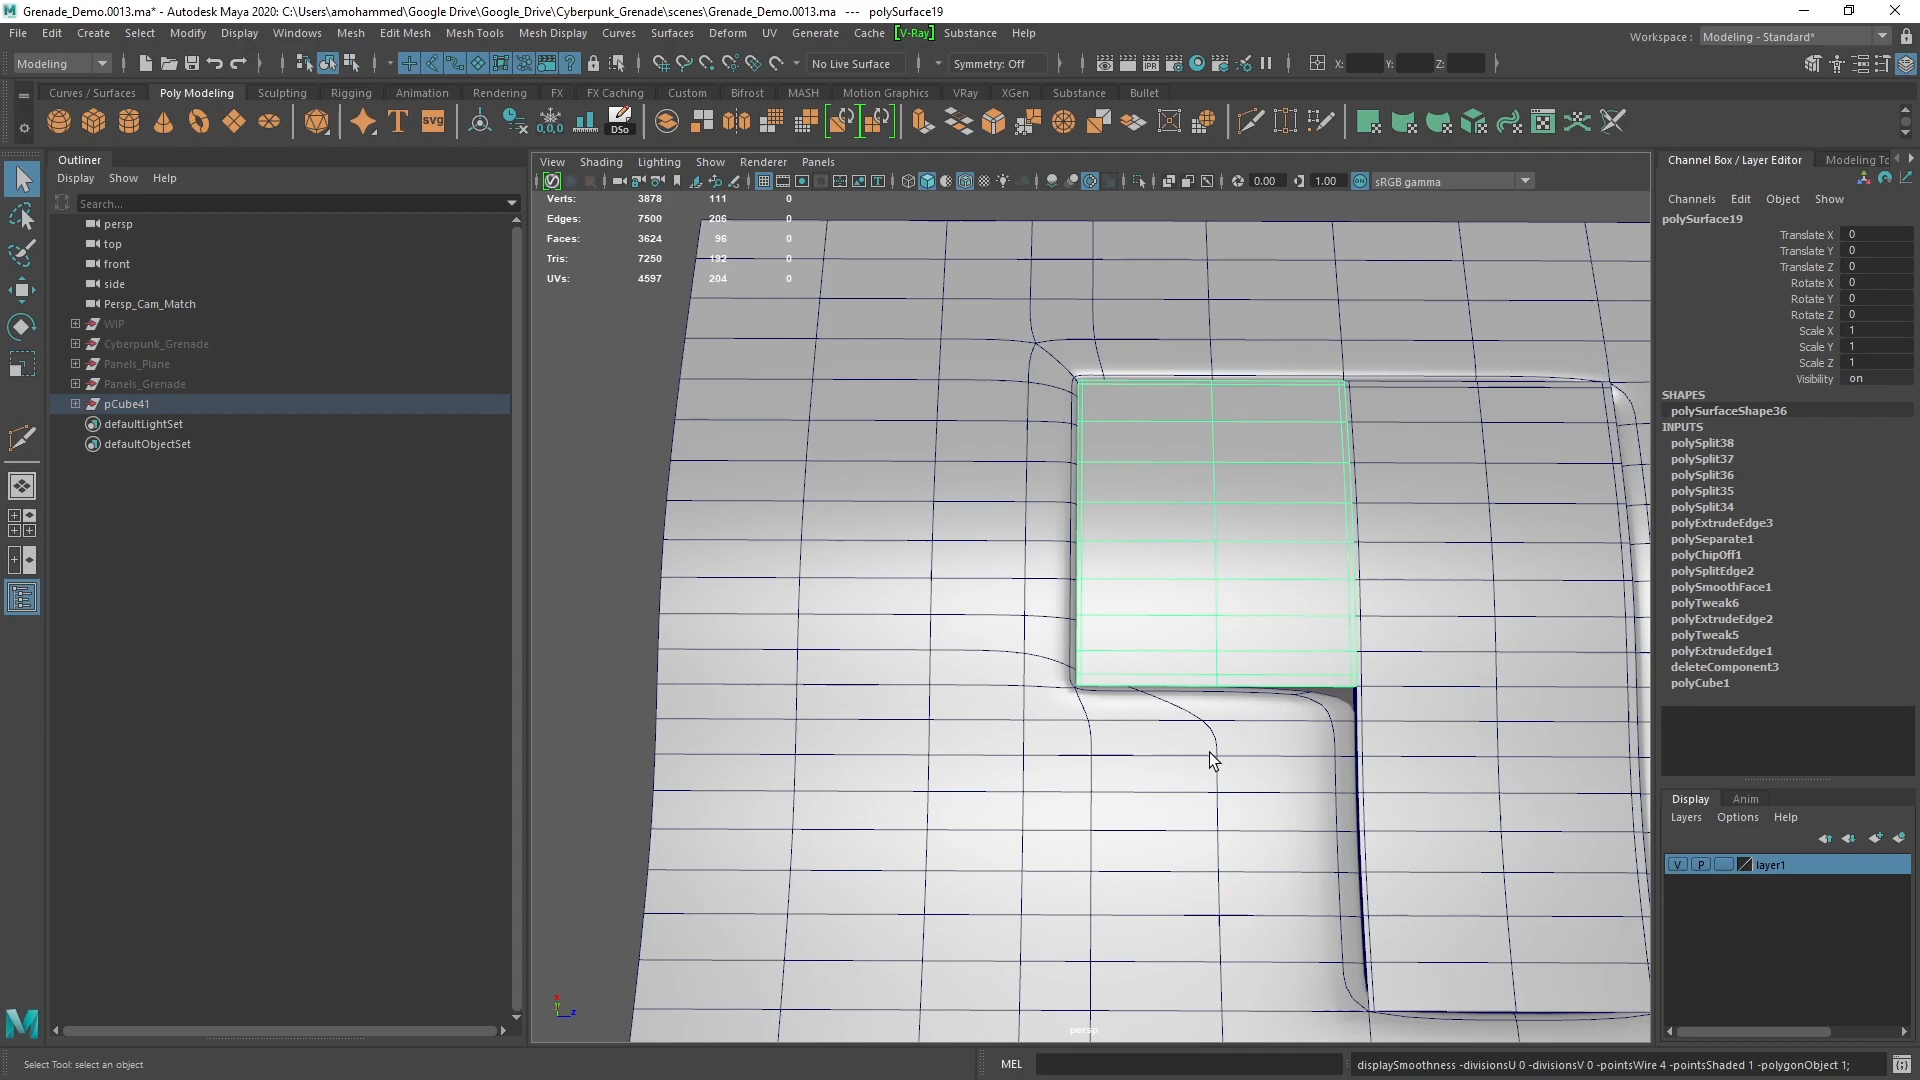 Grenade_Demo.0013.ma* - Autodesk Maya 2020: C:\Users\amohammed\Google Drive\Google_Drive\Cyberpunk_Grenade\scenes\Grenade_Demo.0013.ma --- polySurface19
File Edit Create Select Modify Display Windows Mesh Edit Mesh Mesh Tools Mesh Display Curves Surfaces Deform UV Generate Cache [V-Ray] Substance Help
Workspace : Modeling - Standard*
Modeling No Live Surface Symmetry: Off X: Y: Z:
Curves / Surfaces Poly Modeling Sculpting Rigging Animation Rendering FX FX Caching Custom Bifrost MASH Motion Graphics VRay XGen Substance Bullet
T SVG 0,0,0 DSo
Outliner
Display Show Help
Search...
persp
top
front
side
Persp_Cam_Match
WIP
Cyberpunk_Grenade
Panels_Plane
Panels_Grenade
pCube41
defaultLightSet
defaultObjectSet
View Shading Lighting Show Renderer Panels
0.00 1.00 sRGB gamma
Verts: 3878 111 0
Edges: 7500 206 0
Faces: 3624 96 0
Tris: 7250 192 0
UVs: 4597 204 0
x
z
persp
Channel Box / Layer Editor Modeling To
Channels Edit Object Show
polySurface19
Translate X 0
Translate Y 0
Translate Z 0
Rotate X 0
Rotate Y 0
Rotate Z 0
Scale X 1
Scale Y 1
Scale Z 1
Visibility on
SHAPES
polySurfaceShape36
INPUTS
polySplit38
polySplit37
polySplit36
polySplit35
polySplit34
polyExtrudeEdge3
polySeparate1
polyChipOff1
polySplitEdge2
polySmoothFace1
polyTweak6
polyExtrudeEdge2
polyTweak5
polyExtrudeEdge1
deleteComponent3
polyCube1
Display Anim
Layers Options Help
V P layer1
Select Tool: select an object
MEL
displaySmoothness -divisionsU 0 -divisionsV 0 -pointsWire 4 -pointsShaded 1 -polygonObject 1;